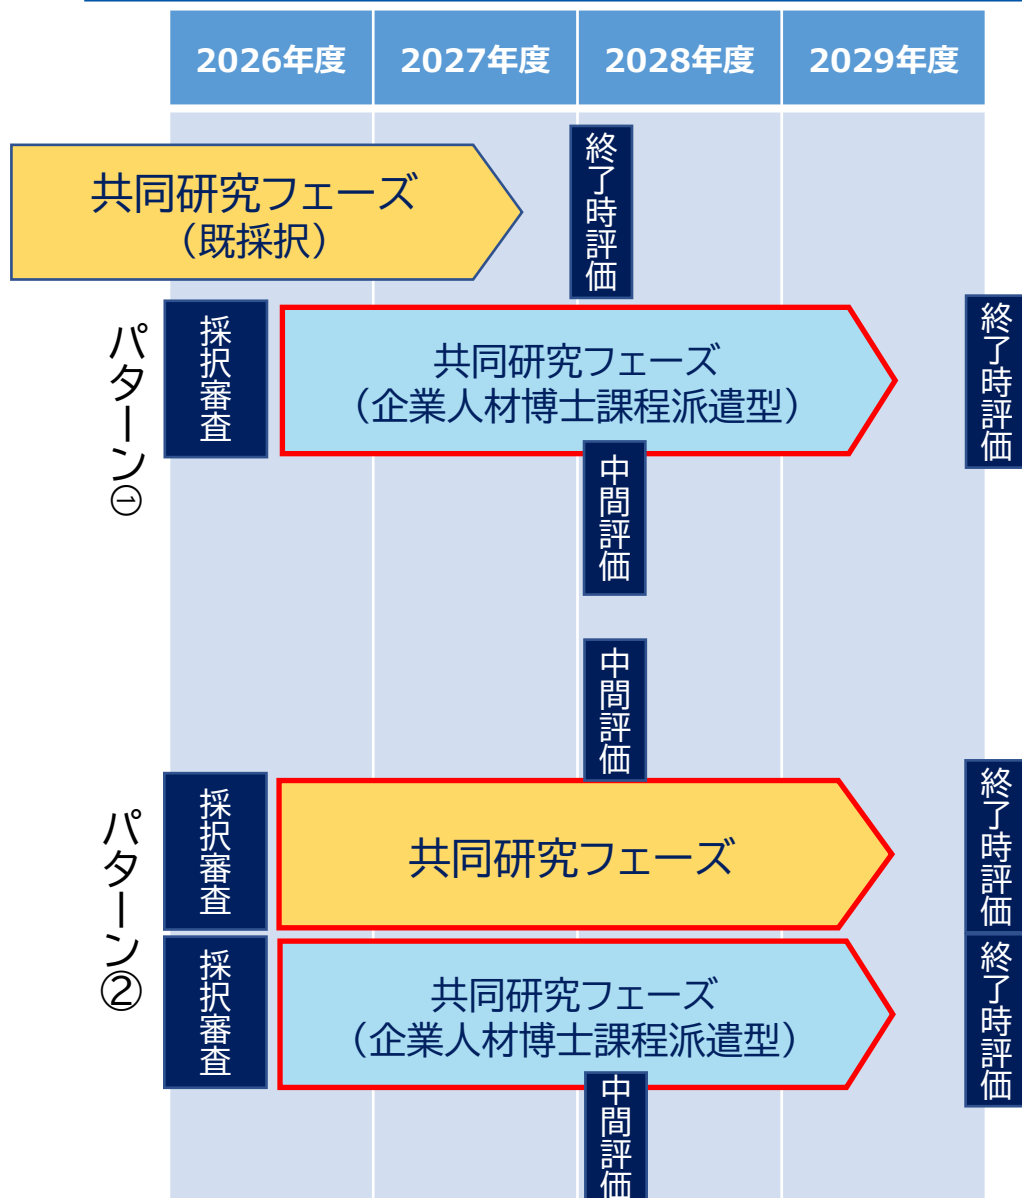 2026年度
2027年度
2028年度
2029年度
終了時評価
共同研究フェーズ
（既採択）
パターン①
採択審査
共同研究フェーズ
（企業人材博士課程派遣型）
終了時評価
中間評価
中間評価
パターン②
採択審査
共同研究フェーズ
終了時評価
採択審査
共同研究フェーズ
（企業人材博士課程派遣型）
終了時評価
中間評価